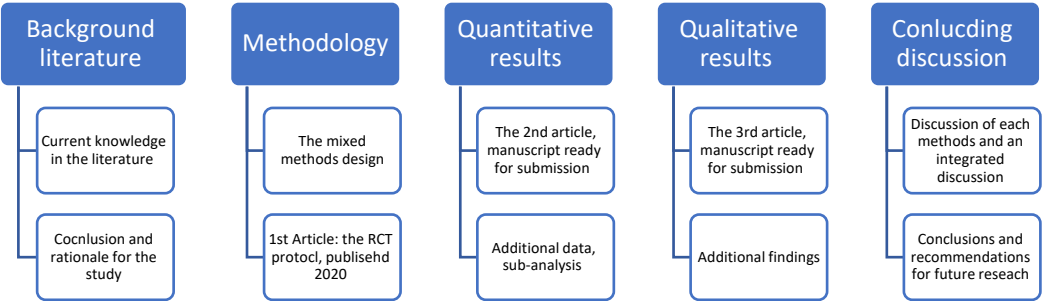 Background
literature
Current knowledge
in the literature
Cocnlusion and
rationale for the
study
Methodology
The mixed
methods design
1st Article: the RCT
protocl, publisehd
2020
Quantitative
results
The 2nd article,
manuscript ready
for submission
Additional data,
sub-analysis
Qualitative
results
The 3rd article,
manuscript ready
for submission
Additional findings
Conlucding
discussion
Discussion of each
methods and an
integrated
discussion
Conclusions and
recommendations
for future reseach